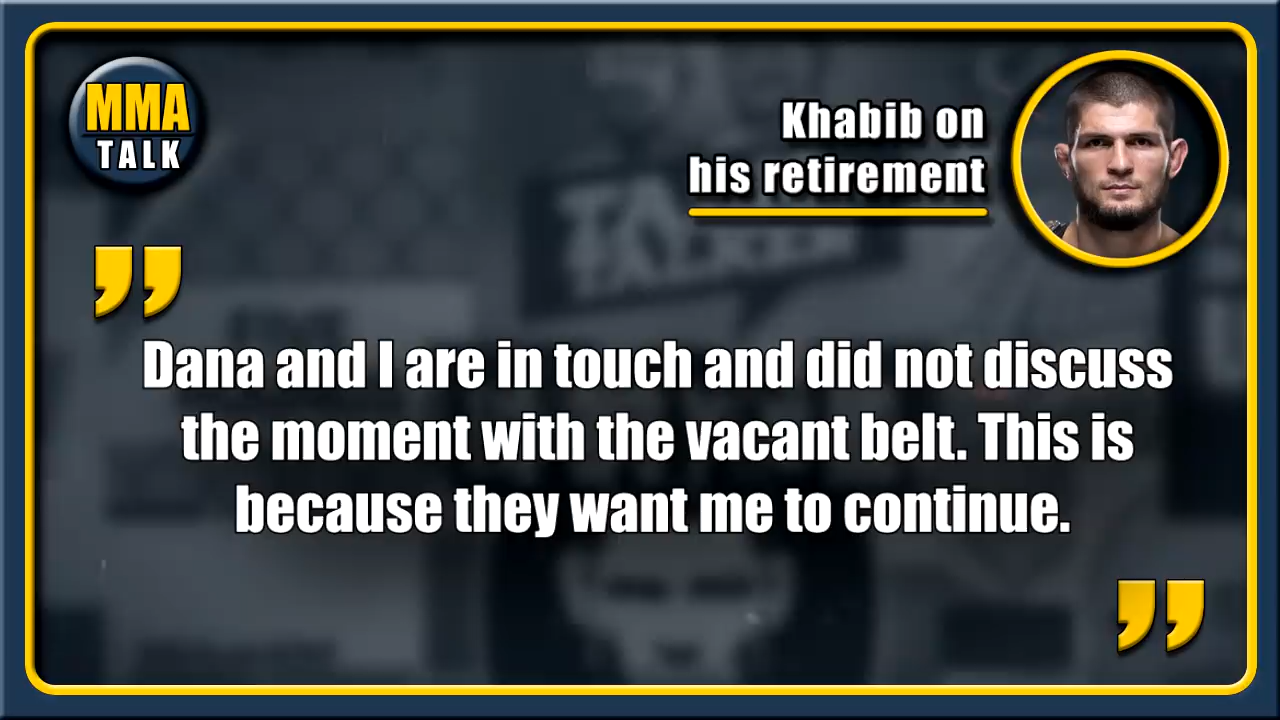 MMA
TALK
Khabib on
his retirement
Dana and I are in touch and did not discuss
the moment with the vacant belt. This is
because they want me to continue.